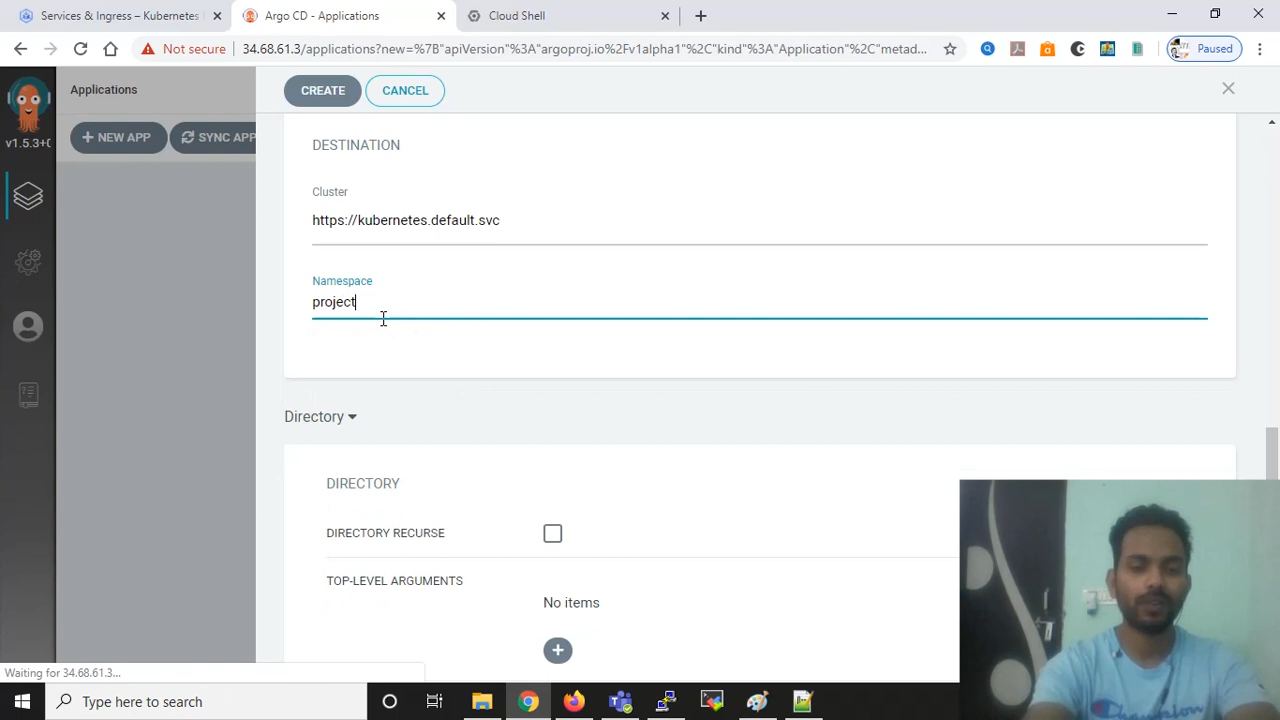 Services & Ingress – Kubernetes
Argo CD - Applications
Cloud Shell
Not secure
34.68.61.3/applications?new=%7B"apiVersion"%3A"argoproj.io%2Fv1alpha1"%2C"kind"%3A"Application"%2C"metad...
Paused
Applications
CREATE
CANCEL
v1.5.3+0
NEW APP
SYNC APP
DESTINATION
Cluster
https://kubernetes.default.svc
Namespace
project
Directory
DIRECTORY
DIRECTORY RECURSE
TOP-LEVEL ARGUMENTS
No items
Waiting for 34.68.61.3...
Type here to search